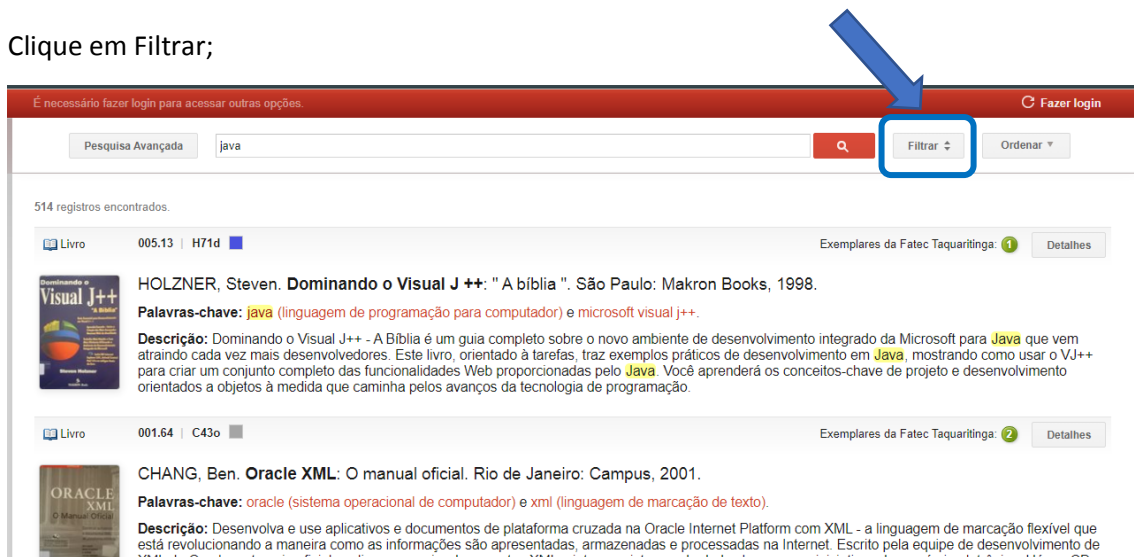 Clique em Filtrar;
É necessário fazer login para acessar outras opções.
Fazer login
Pesquisa Avançada
java
Filtrar
Ordenar
514 registros encontrados.
Livro
005.13 | H71d
Exemplares da Fatec Taquaritinga: 1
Detalhes
Dominando o
Visual J++
"A Bíblia"
Steven Holzner
HOLZNER, Steven. Dominando o Visual J ++: " A bíblia ". São Paulo: Makron Books, 1998.
Palavras-chave: java (linguagem de programação para computador) e microsoft visual j++.
Descrição: Dominando o Visual J++ - A Bíblia é um guia completo sobre o novo ambiente de desenvolvimento integrado da Microsoft para Java que vem
atraindo cada vez mais desenvolvedores. Este livro, orientado à tarefas, traz exemplos práticos de desenvolvimento em Java, mostrando como usar o VJ++
para criar um conjunto completo das funcionalidades Web proporcionadas pelo Java. Você aprenderá os conceitos-chave de projeto e desenvolvimento
orientados a objetos à medida que caminha pelos avanços da tecnologia de programação.
Livro
001.64 | C43o
Exemplares da Fatec Taquaritinga: 2
Detalhes
ORACLE
XML
O Manual Oficial
CHANG, Ben. Oracle XML: O manual oficial. Rio de Janeiro: Campus, 2001.
Palavras-chave: oracle (sistema operacional de computador) e xml (linguagem de marcação de texto).
Descrição: Desenvolva e use aplicativos e documentos de plataforma cruzada na Oracle Internet Platform com XML - a linguagem de marcação flexível que
está revolucionando a maneira como as informações são apresentadas, armazenadas e processadas na Internet. Escrito pela equipe de desenvolvimento de